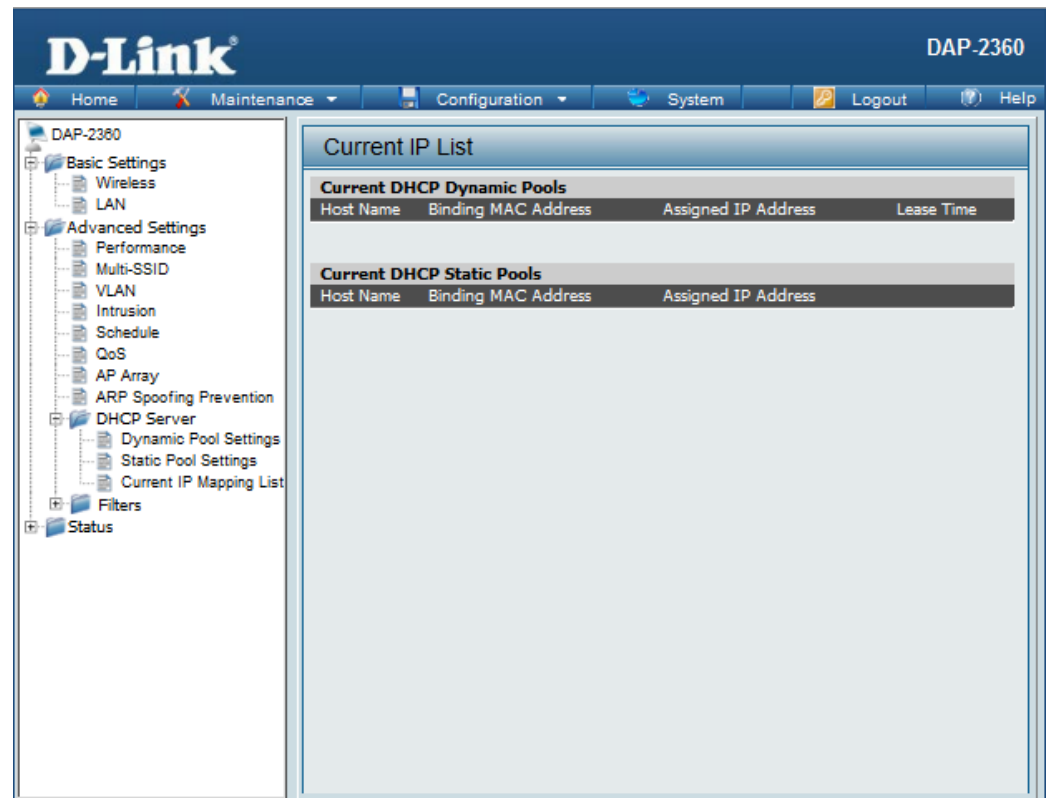 D-Link®
DAP-2360
Home Maintenance Configuration System Logout Help
DAP-2360
Basic Settings
Wireless
LAN
Advanced Settings
Performance
Multi-SSID
VLAN
Intrusion
Schedule
QoS
AP Array
ARP Spoofing Prevention
DHCP Server
Dynamic Pool Settings
Static Pool Settings
Current IP Mapping List
Filters
Status
Current IP List
Current DHCP Dynamic Pools
Host Name Binding MAC Address Assigned IP Address Lease Time
Current DHCP Static Pools
Host Name Binding MAC Address Assigned IP Address